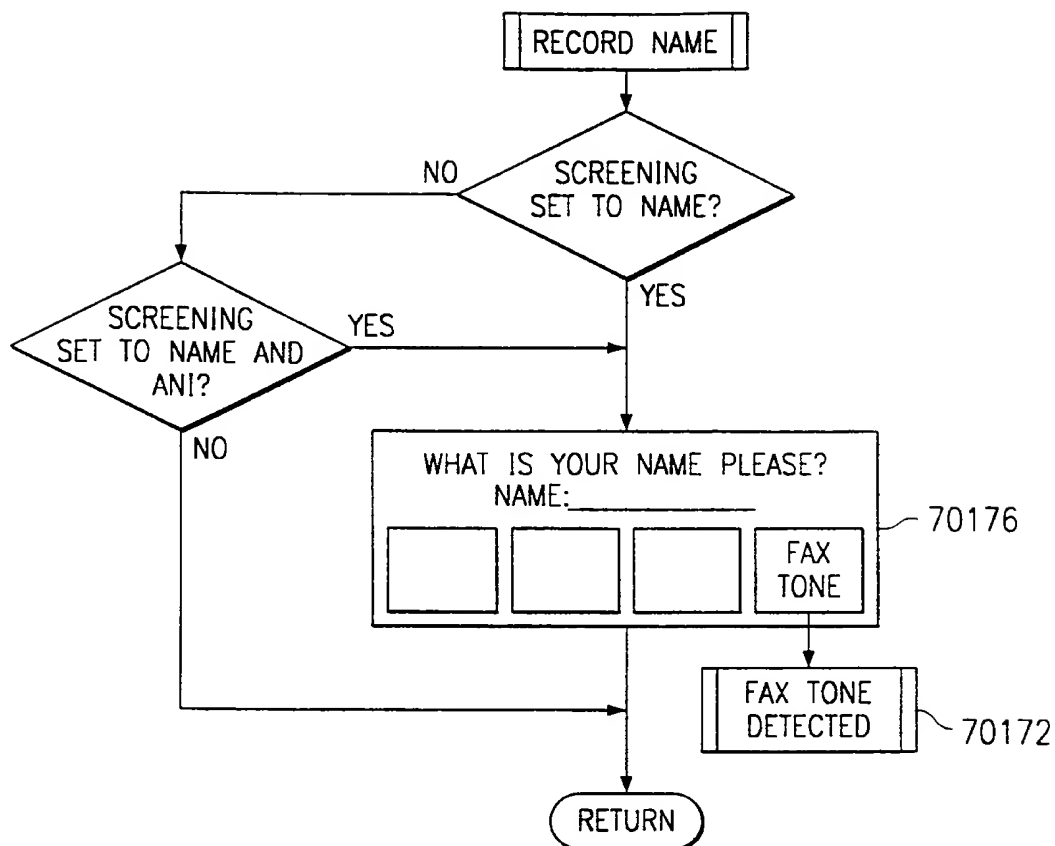 RECORD NAME
SCREENING
SET TO NAME?
NO
YES
SCREENING
SET TO NAME AND
ANI?
YES
NO
WHAT IS YOUR NAME PLEASE?
NAME:
FAX
TONE
70176
FAX TONE
DETECTED
70172
RETURN